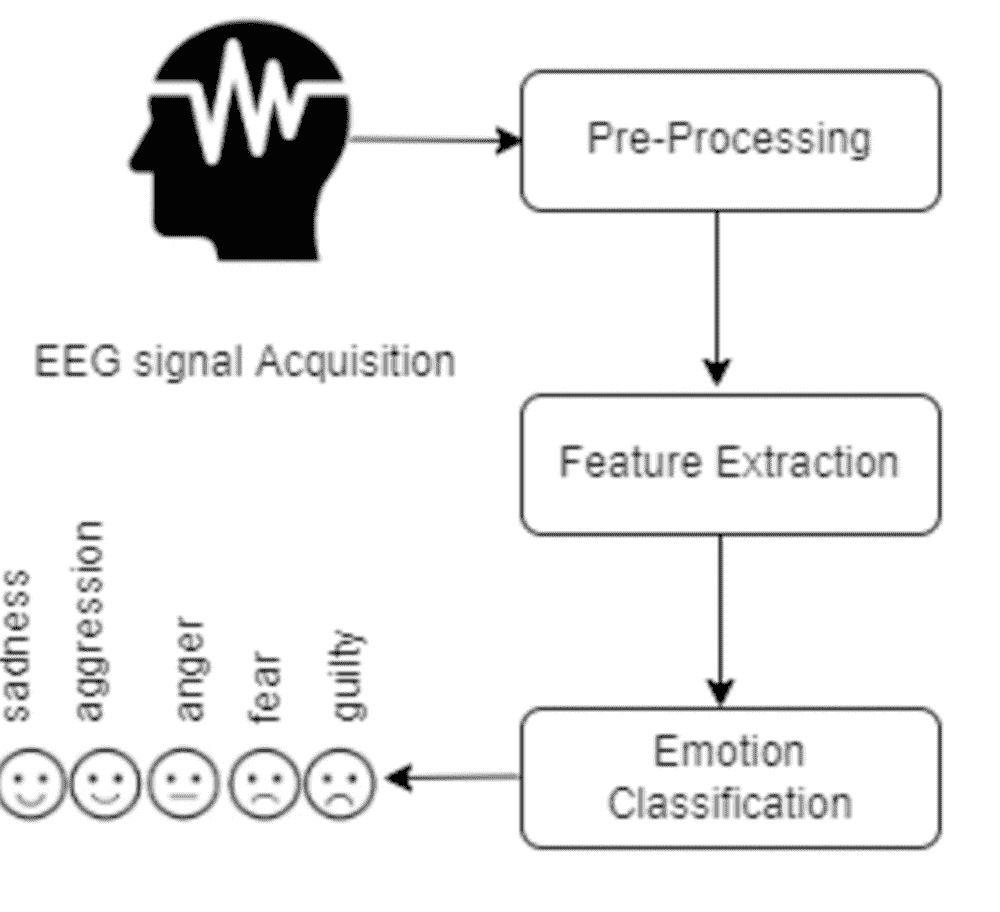 Pre-Processing
EEG signal Acquisition
Feature Extraction
sadness
aggression
anger
fear
guilty
Emotion
Classification